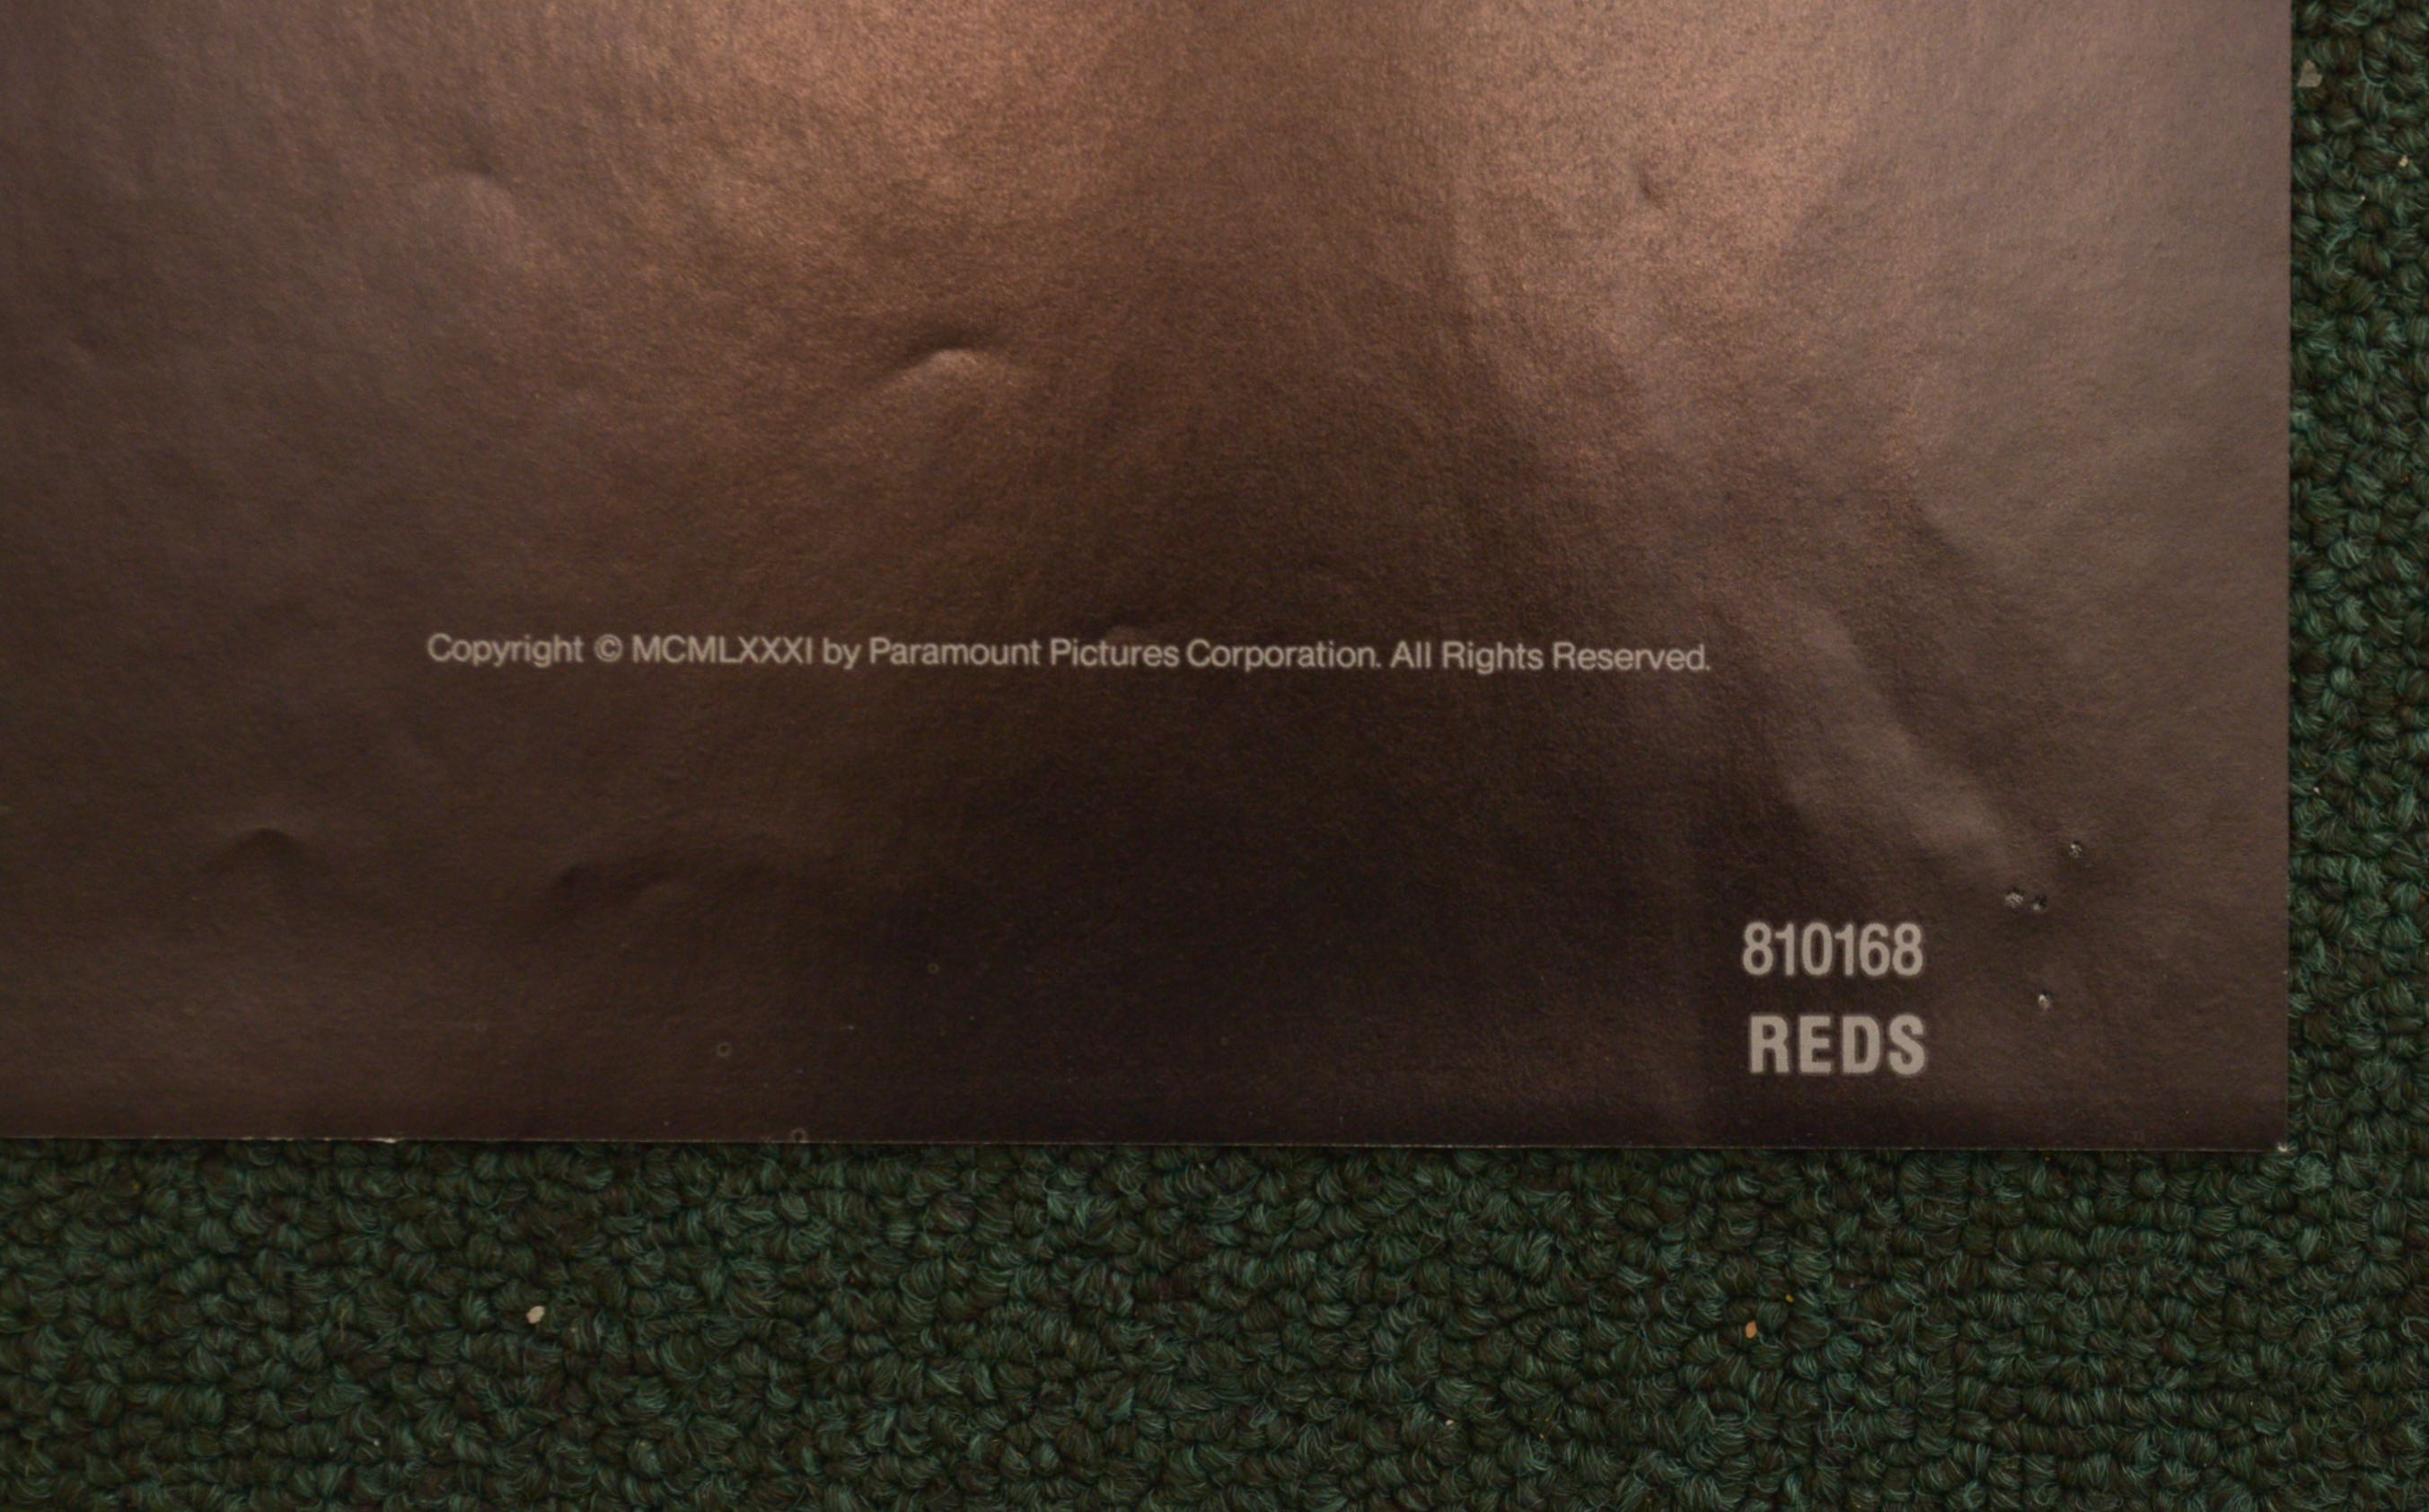 Copyright © MCMLXXXI by Paramount Pictures Corporation. All Rights Reserved.
810168
REDS